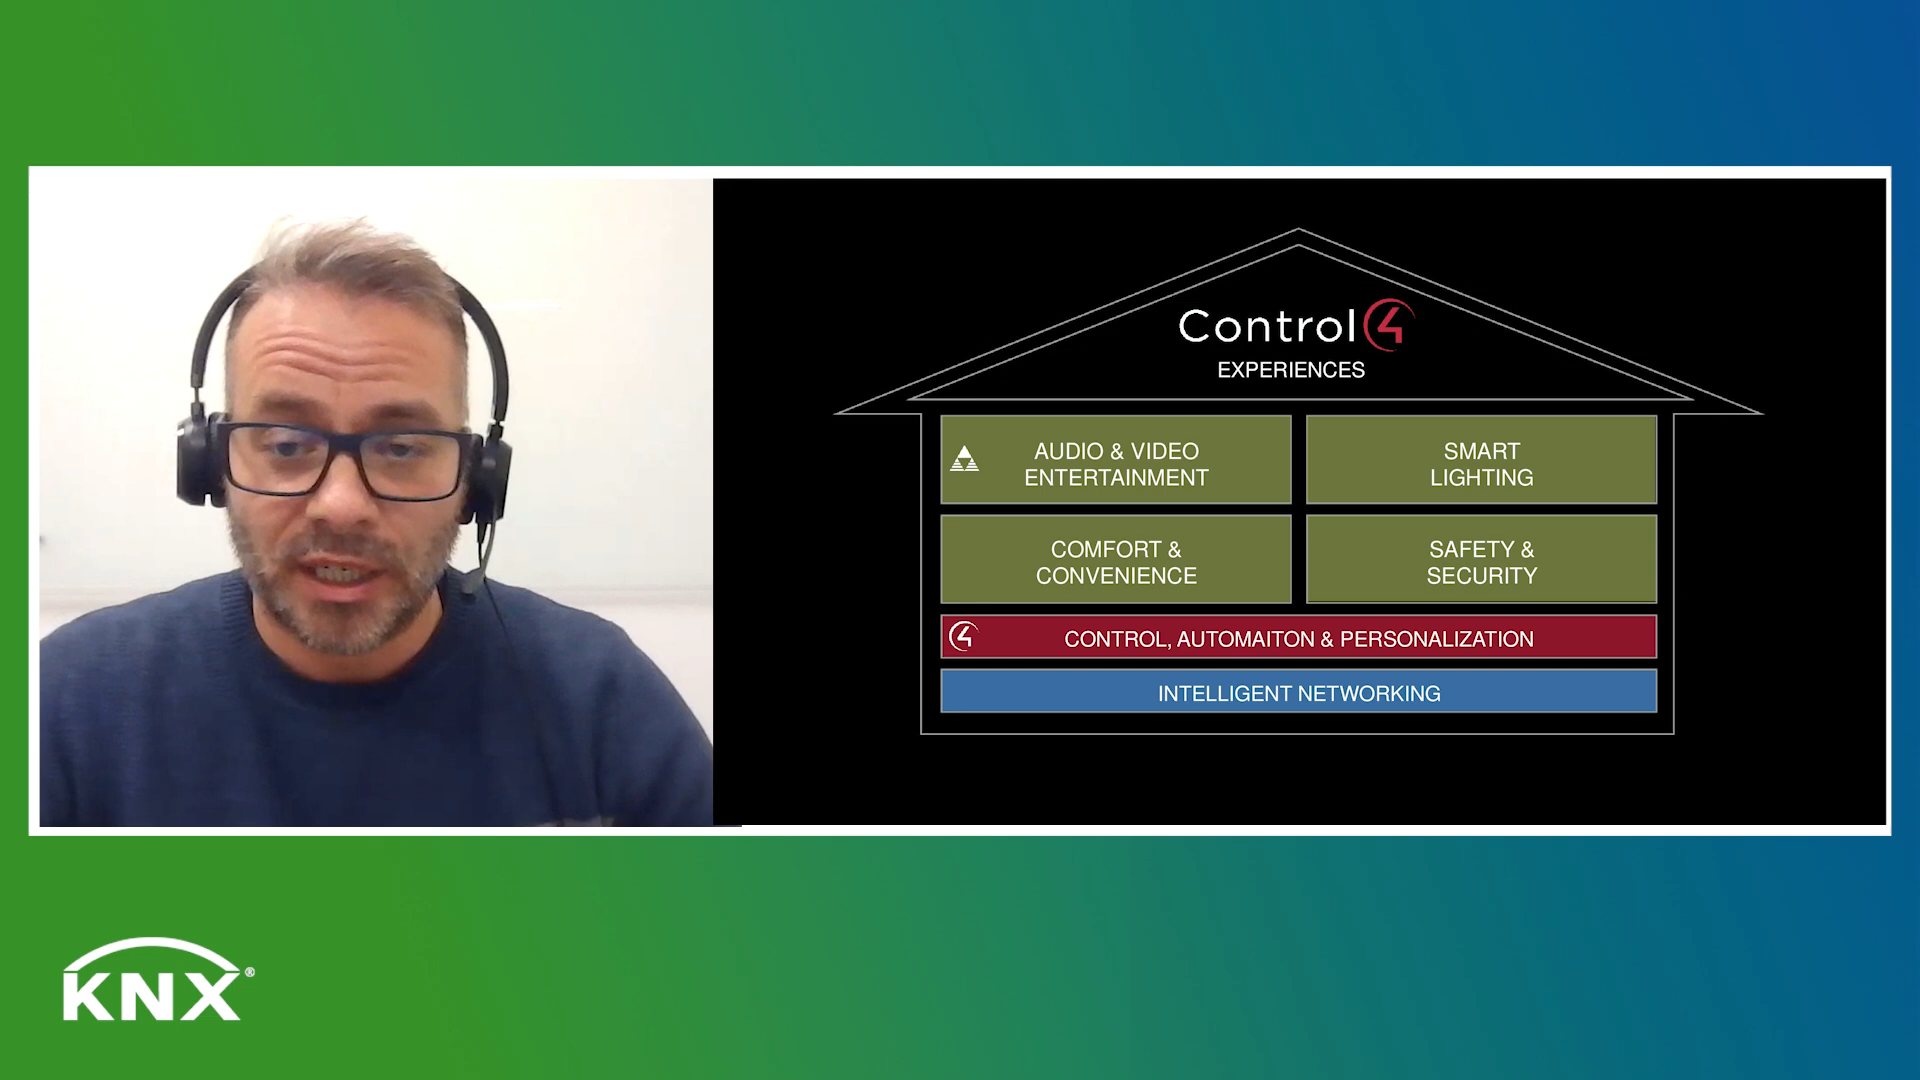 Control4
EXPERIENCES
AUDIO & VIDEO
ENTERTAINMENT
SMART
LIGHTING
COMFORT &
CONVENIENCE
SAFETY &
SECURITY
CONTROL, AUTOMAITON & PERSONALIZATION
INTELLIGENT NETWORKING
KNX®